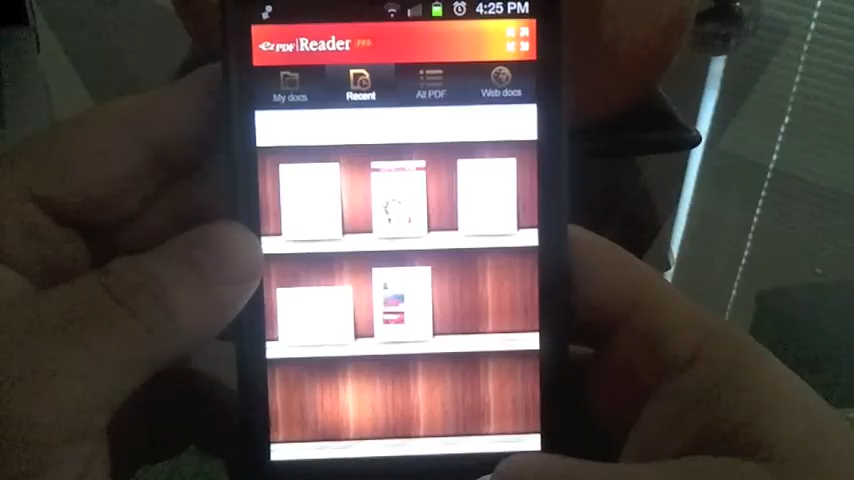 4:25 PM
ezPDF Reader PRO
My docs
Recent
All PDF
Web docs